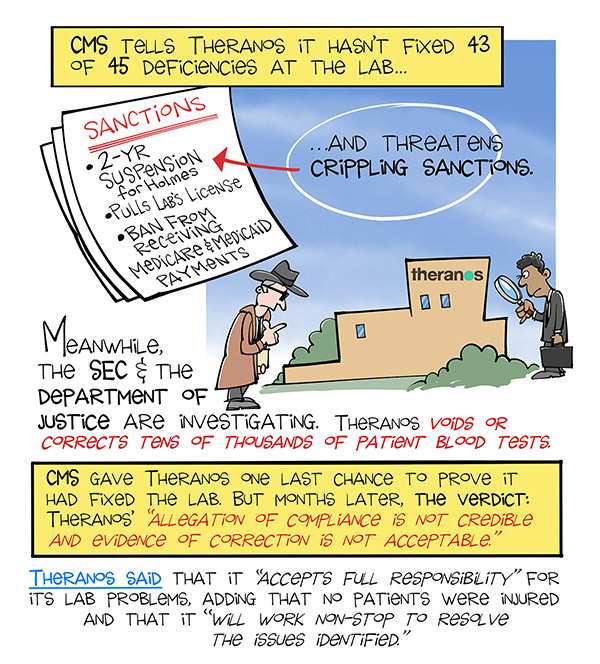 CMS TELLS THERANOS IT HASN'T FIXED 43
OF 45 DEFICIENCIES AT THE LAB...
SANCTIONS
• 2-YR
SUSPENSION
for Holmes
• PULLS LAB'S LICENSE
• BAN FROM
RECEIVING
MEDICARE & MEDICAID
PAYMENTS
...AND THREATENS
CRIPPLING SANCTIONS.
theranos
MEANWHILE,
THE SEC & THE
DEPARTMENT OF
JUSTICE ARE INVESTIGATING. THERANOS VOIDS OR
CORRECTS TENS OF THOUSANDS OF PATIENT BLOOD TESTS.
CMS GAVE THERANOS ONE LAST CHANCE TO PROVE IT
HAD FIXED THE LAB. BUT MONTHS LATER, THE VERDICT:
THERANOS' "ALLEGATION OF COMPLIANCE IS NOT CREDIBLE
AND EVIDENCE OF CORRECTION IS NOT ACCEPTABLE."
THERANOS SAID THAT IT "ACCEPTS FULL RESPONSIBILITY" FOR
ITS LAB PROBLEMS, ADDING THAT NO PATIENTS WERE INJURED
AND THAT IT "WILL WORK NON-STOP TO RESOLVE
THE ISSUES IDENTIFIED."